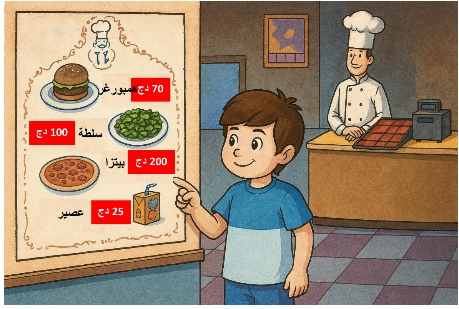 همبورغر 70 دج
سلطة 100 دج
بيتزا 200 دج
عصير 25 دج